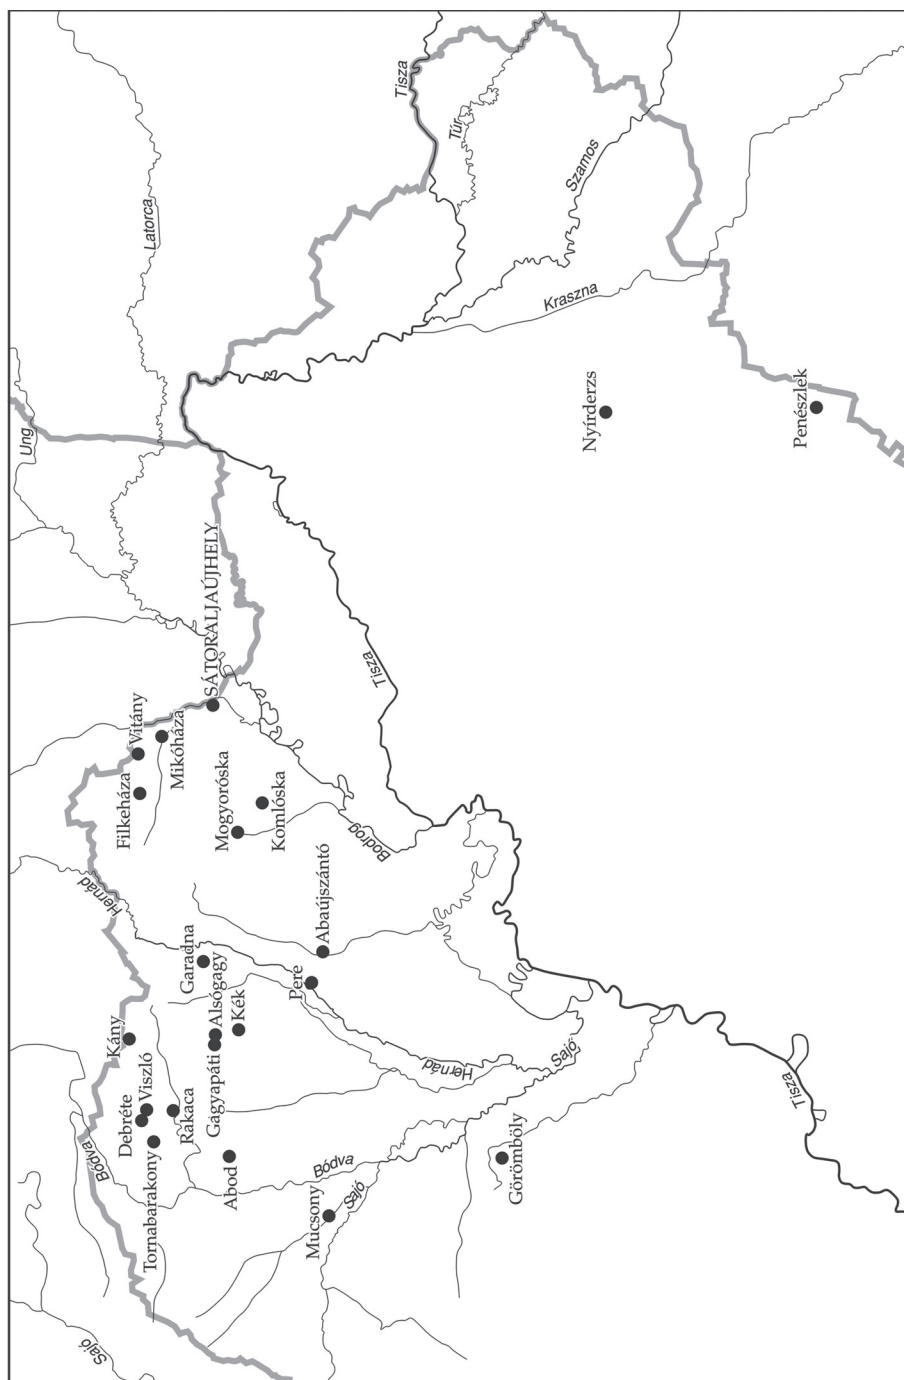 Ung
Latorca
Tisza
Túr
Szamos
Kraszna
Nyírderzs
Penészlek
SÁTORALJAÚJHELY
Tisza
Vitány
Mikóháza
Filkeháza
Mogyoróska
Komlóska
Bodrog
Hernád
Garadna
Abaújszántó
Pere
Alsógagy
Kék
Gagyapáti
Kány
Viszló
Debréte
Rakaca
Tornabarakony
Abod
Bódva
Bódva
Hernád
Sajó
Sajó
Sajó
Mucsony
Görömböly
Tisza